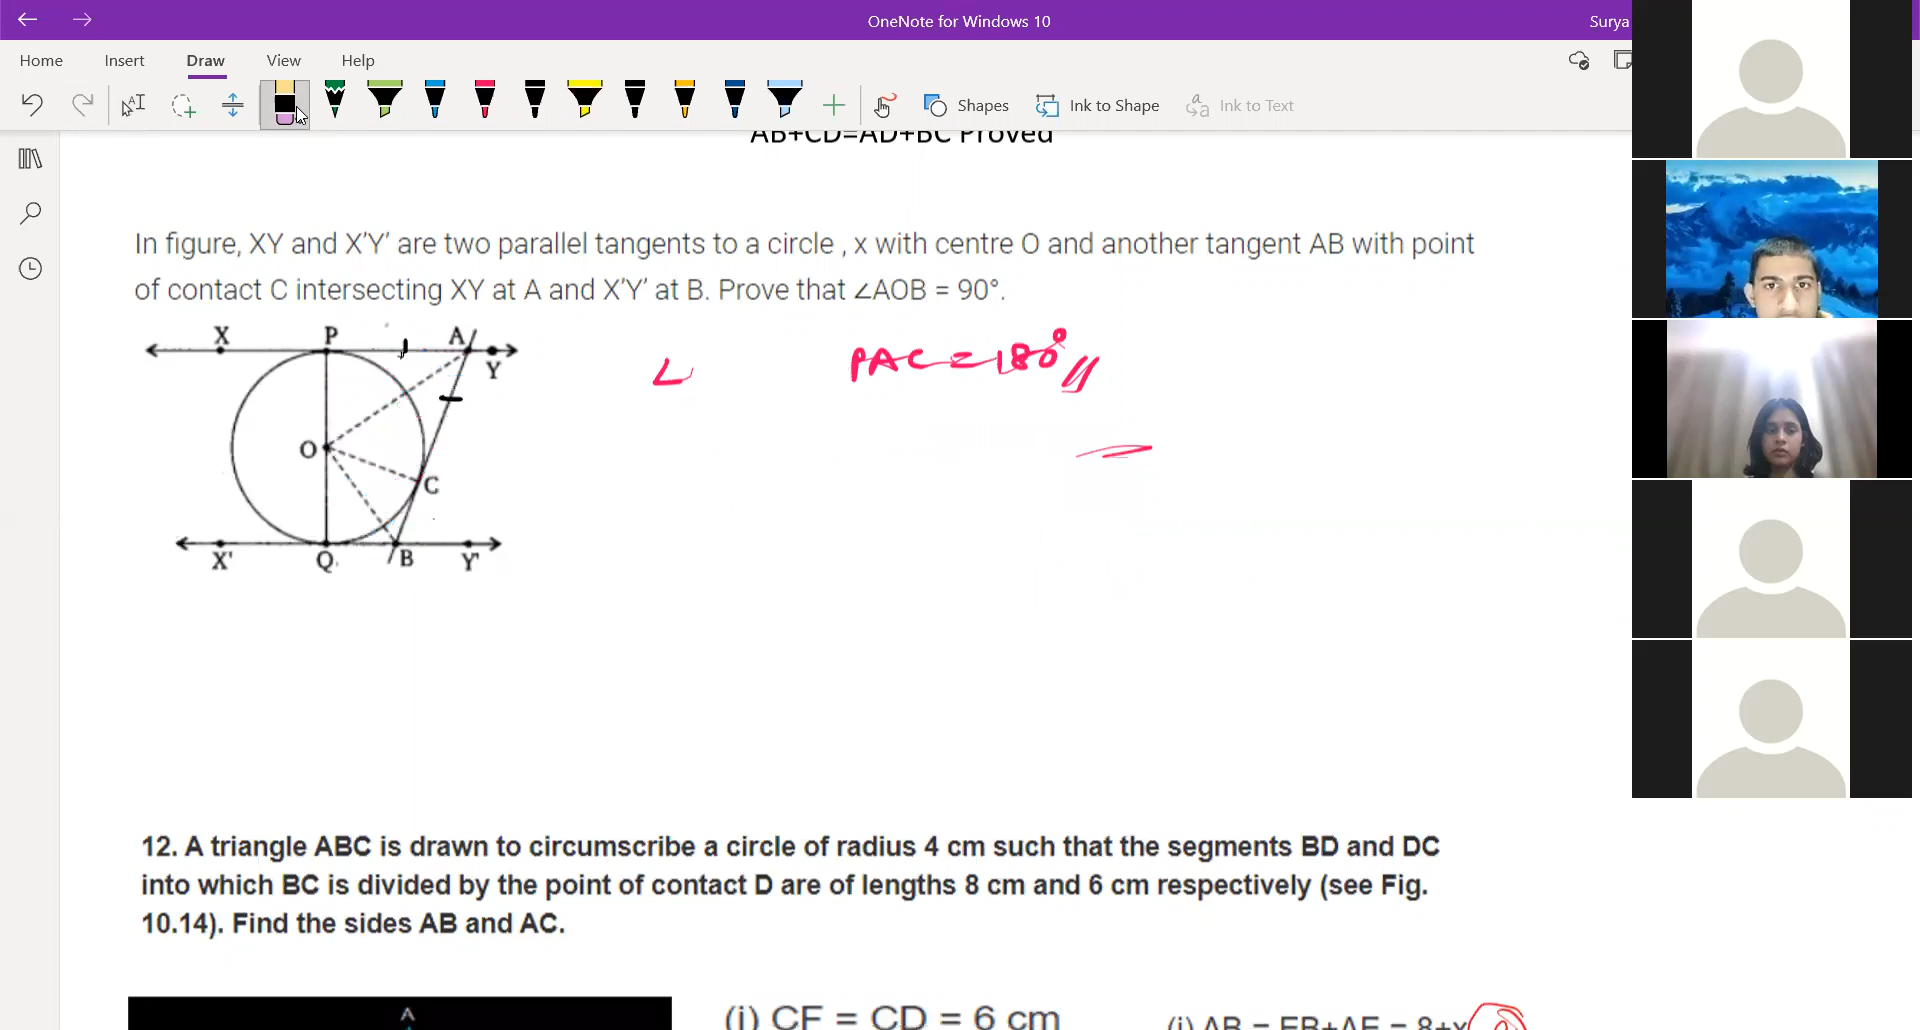 OneNote for Windows 10
Surya
Home Insert Draw View Help
Shapes Ink to Shape Ink to Text
AB+CD=AD+BC Proved
In figure, XY and X'Y' are two parallel tangents to a circle , x with centre O and another tangent AB with point
of contact C intersecting XY at A and X'Y' at B. Prove that ∠AOB = 90°.
X P A
Y
O
C
X' Q B Y'
∠ PAC = 180°
12. A triangle ABC is drawn to circumscribe a circle of radius 4 cm such that the segments BD and DC
into which BC is divided by the point of contact D are of lengths 8 cm and 6 cm respectively (see Fig.
10.14). Find the sides AB and AC.
A
(i) CF = CD = 6 cm
(i) AB = EB+AE = 8+x